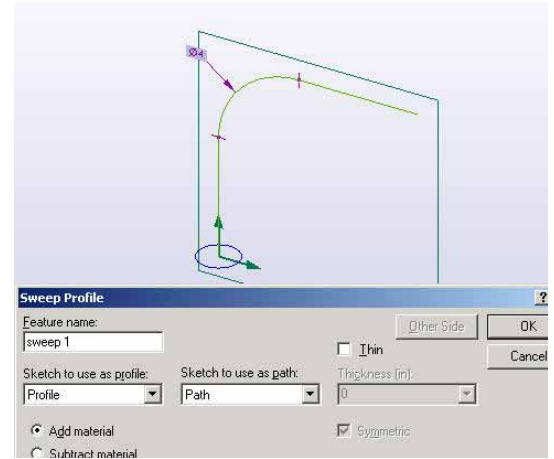 Ø4
Sweep Profile
?
Feature name:
sweep 1
Other Side
OK
Thin
Cancel
Sketch to use as profile:
Sketch to use as path:
Thickness (in):
Profile
Path
0
Add material
Symmetric
Subtract material